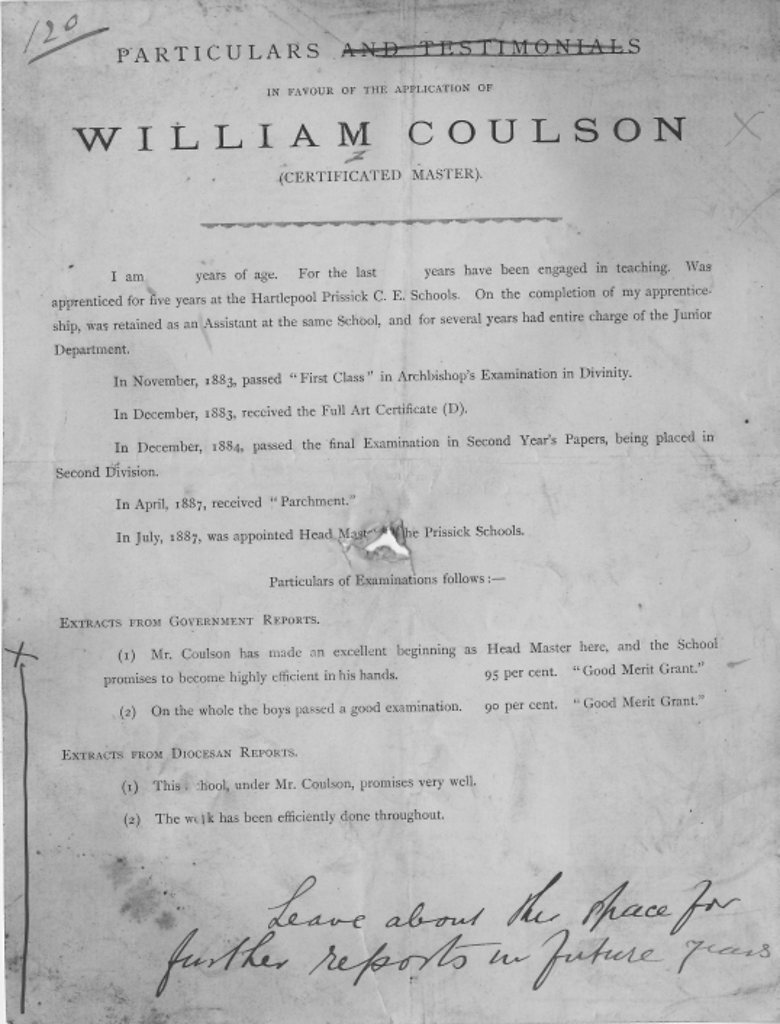 120
PARTICULARS AND TESTIMONIALS
IN FAVOUR OF THE APPLICATION OF
WILLIAM COULSON
(CERTIFICATED MASTER).
I am years of age. For the last years have been engaged in teaching. Was
apprenticed for five years at the Hartlepool Prissick C. E. Schools. On the completion of my apprentice-
ship, was retained as an Assistant at the same School, and for several years had entire charge of the Junior
Department.
In November, 1883, passed "First Class" in Archbishop's Examination in Divinity.
In December, 1883, received the Full Art Certificate (D).
In December, 1884, passed the final Examination in Second Year's Papers, being placed in
Second Division.
In April, 1887, received "Parchment."
In July, 1887, was appointed Head Mast he Prissick Schools.
Particulars of Examinations follows:—
EXTRACTS FROM GOVERNMENT REPORTS.
(1) Mr. Coulson has made an excellent beginning as Head Master here, and the School
promises to become highly efficient in his hands. 95 per cent. "Good Merit Grant."
(2) On the whole the boys passed a good examination. 90 per cent. "Good Merit Grant."
EXTRACTS FROM DIOCESAN REPORTS.
(1) This chool, under Mr. Coulson, promises very well.
(2) The work has been efficiently done throughout.
Leave about this space for
further reports in future years